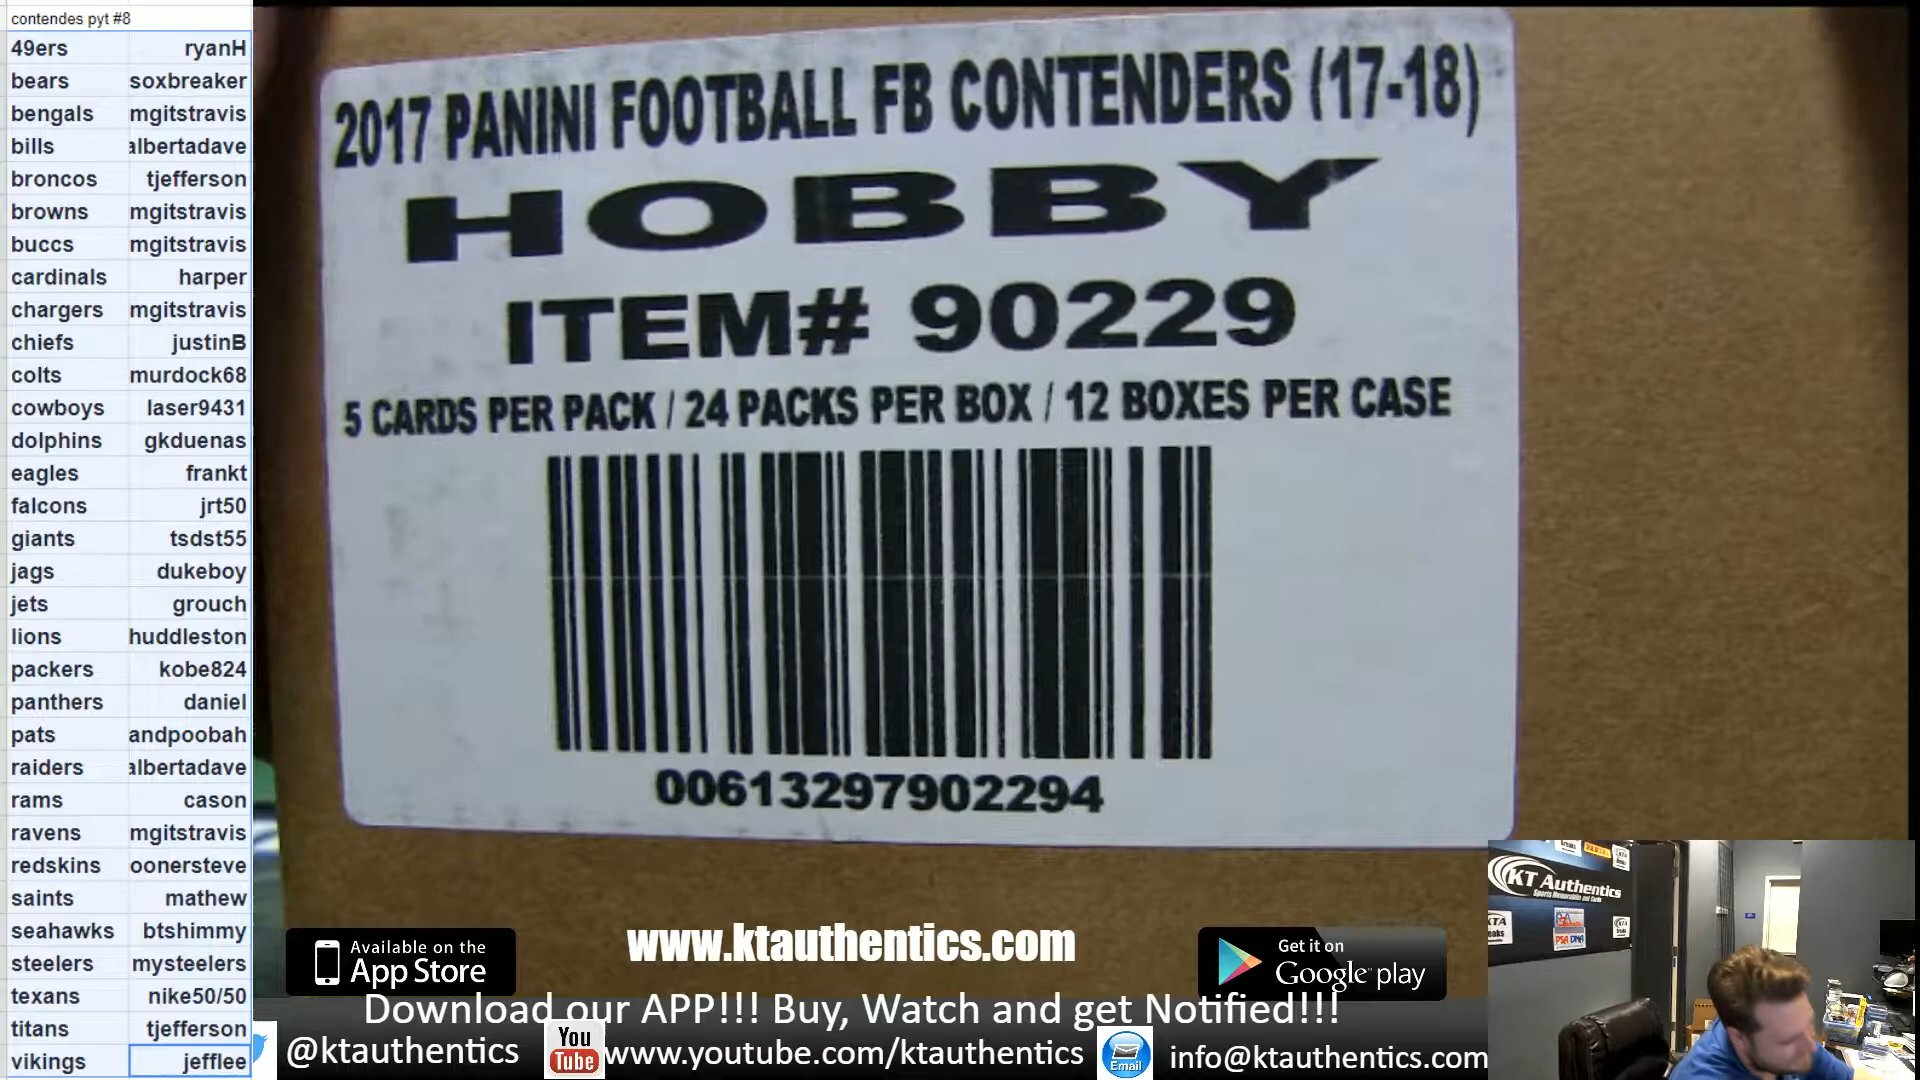 contendes pyt #8
49ers ryanH
bears soxbreaker
bengals mgitstravis
bills albertadave
broncos tjefferson
browns mgitstravis
buccs mgitstravis
cardinals harper
chargers mgitstravis
chiefs justinB
colts murdock68
cowboys laser9431
dolphins gkduenas
eagles frankt
falcons jrt50
giants tsdst55
jags dukeboy
jets grouch
lions huddleston
packers kobe824
panthers daniel
pats andpoobah
raiders albertadave
rams cason
ravens mgitstravis
redskins oonersteve
saints mathew
seahawks btshimmy
steelers mysteelers
texans nike50/50
titans tjefferson
vikings jefflee
2017 PANINI FOOTBALL FB CONTENDERS (17-18)
HOBBY
ITEM# 90229
5 CARDS PER PACK / 24 PACKS PER BOX / 12 BOXES PER CASE
00613297902294
www.ktauthentics.com
Available on the
App Store
Get it on
Google play
Download our APP!!! Buy, Watch and get Notified!!!
@ktauthentics
You
Tube
www.youtube.com/ktauthentics
Email
info@ktauthentics.com
KT Authentics
Sports Memorabilia and Cards
PSA DNA